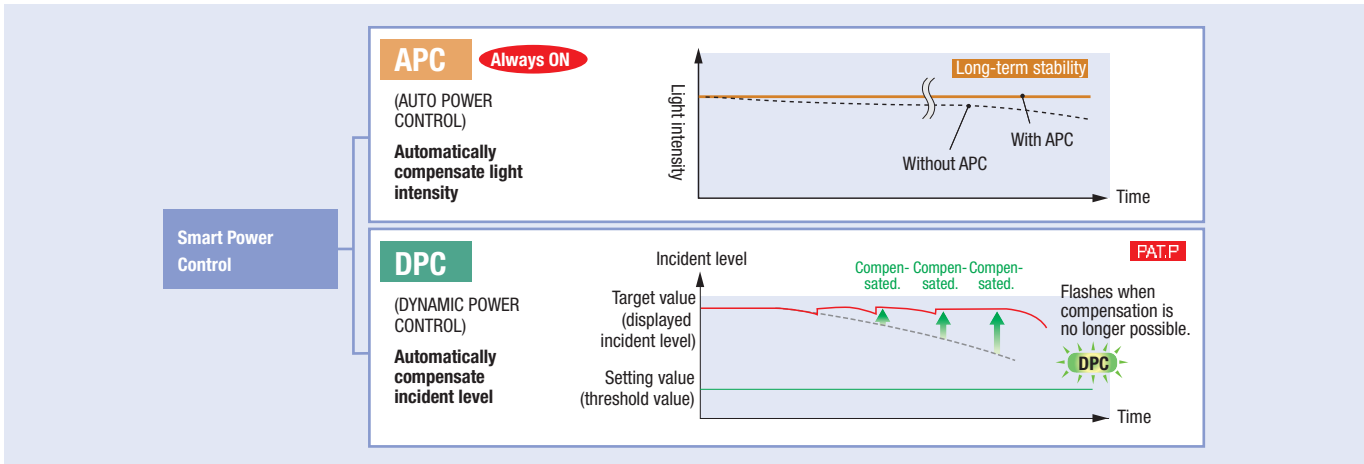 Smart Power
Control
APC
Always ON
(AUTO POWER
CONTROL)
Automatically
compensate light
intensity
Light intensity
Long-term stability
With APC
Without APC
Time
DPC
(DYNAMIC POWER
CONTROL)
Automatically
compensate
incident level
PAT.P
Incident level
Target value
(displayed
incident level)
Setting value
(threshold value)
Compen-
sated.
Compen-
sated.
Compen-
sated.
Flashes when
compensation is
no longer possible.
DPC
Time